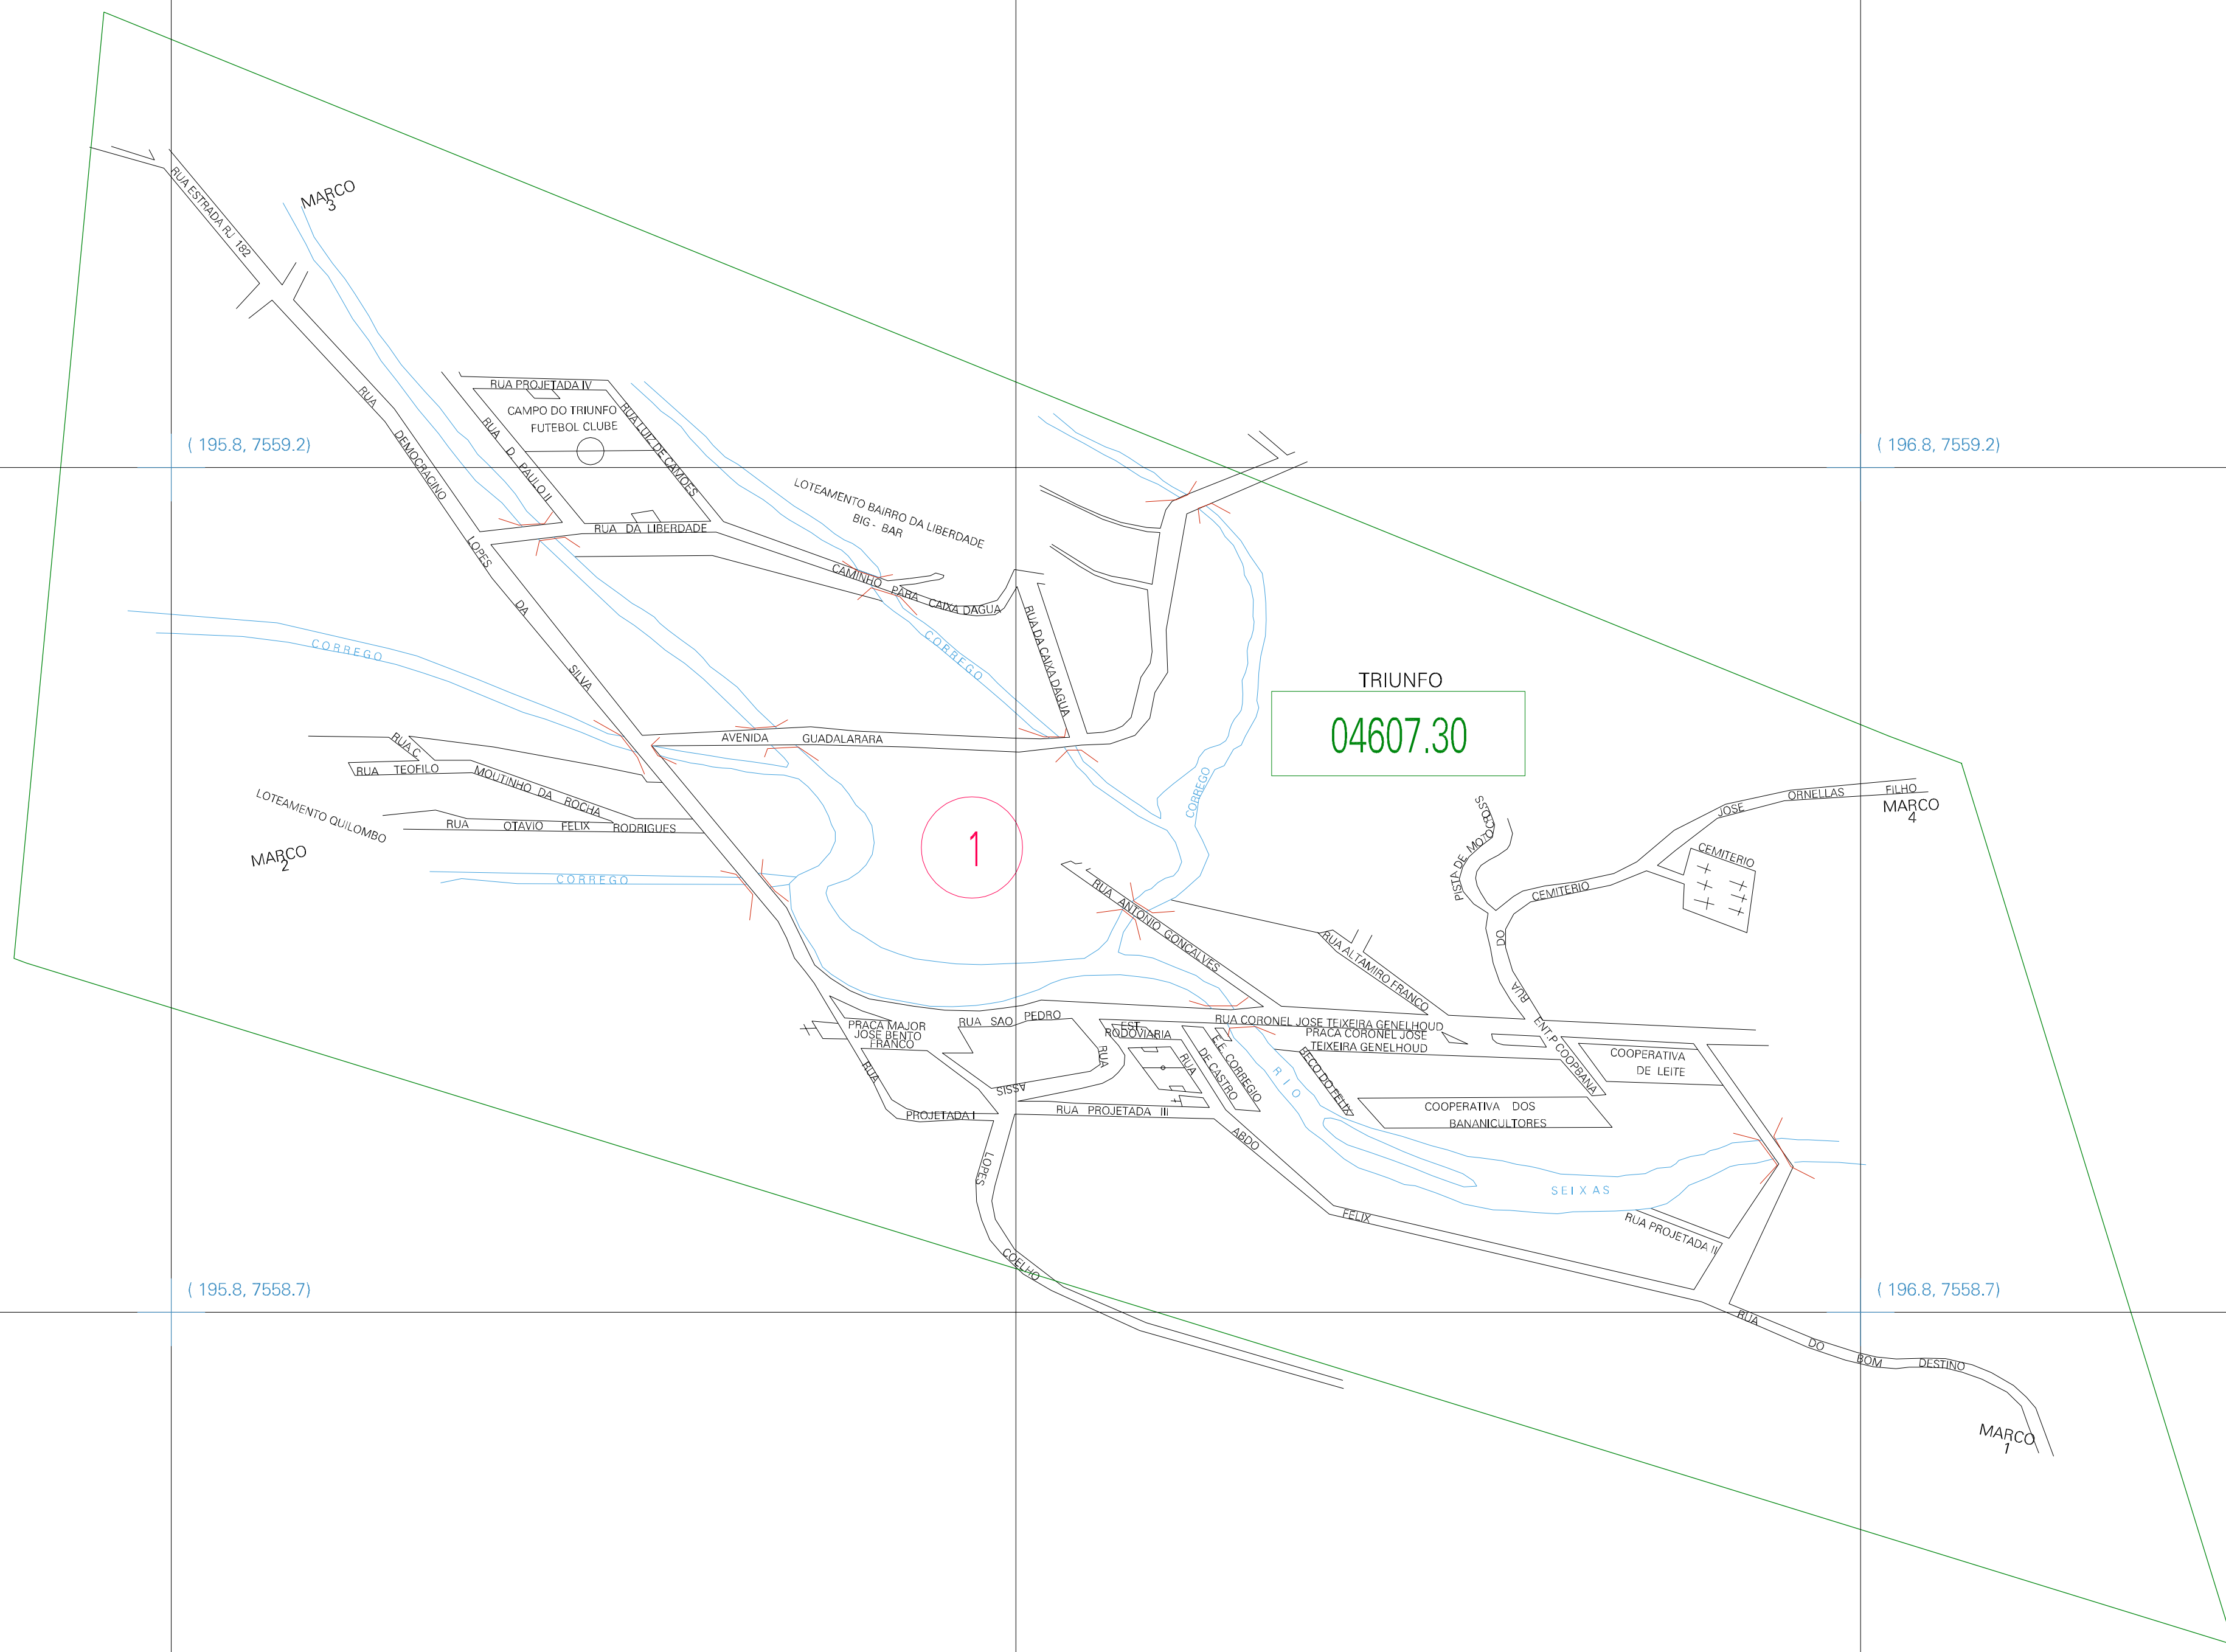 RUA ESTRADA RJ 182
MARCO
3
RUA DEMOCRACINO LOPES DA SILVA
RUA PROJETADA IV
CAMPO DO TRIUNFO
FUTEBOL CLUBE
RUA D. PAULO II
RUA LUIZ DE CAMOES
RUA DA LIBERDADE
( 195.8, 7559.2)
( 196.8, 7559.2)
LOTEAMENTO BAIRRO DA LIBERDADE
BIG - BAR
CAMINHO PARA CAIXA DAGUA
RUA DA CAIXA DAGUA
CORREGO
CORREGO
CORREGO
TRIUNFO
04607.30
AVENIDA GUADALARARA
RUA C
RUA TEOFILO MOUTINHO DA ROCHA
LOTEAMENTO QUILOMBO
RUA OTAVIO FELIX RODRIGUES
MARCO
2
CORREGO
1
PISTA DE MOTOCROSS
RUA DO CEMITERIO
JOSE ORNELLAS FILHO
MARCO
4
CEMITERIO
RUA ANTONIO GONCALVES
RUA ALTAMIRO FRANCO
PRACA MAJOR
JOSE BENTO
FRANCO
RUA SAO PEDRO
EST.
RODOVIARIA
RUA CORONEL JOSE TEIXEIRA GENELHOUD
PRACA CORONEL JOSE
TEIXEIRA GENELHOUD
ENT.P COOPBANA
COOPERATIVA
DE LEITE
RUA PROJETADA I
RUA ASSIS LOPES COELHO
RUA PROJETADA III
E.E. CORREGIO
DE CASTRO
BECO DO FELIX
COOPERATIVA DOS
BANANICULTORES
RUA ABDO FELIX
RIO SEIXAS
RUA PROJETADA II
( 195.8, 7558.7)
( 196.8, 7558.7)
RUA DO BOM DESTINO
MARCO
1